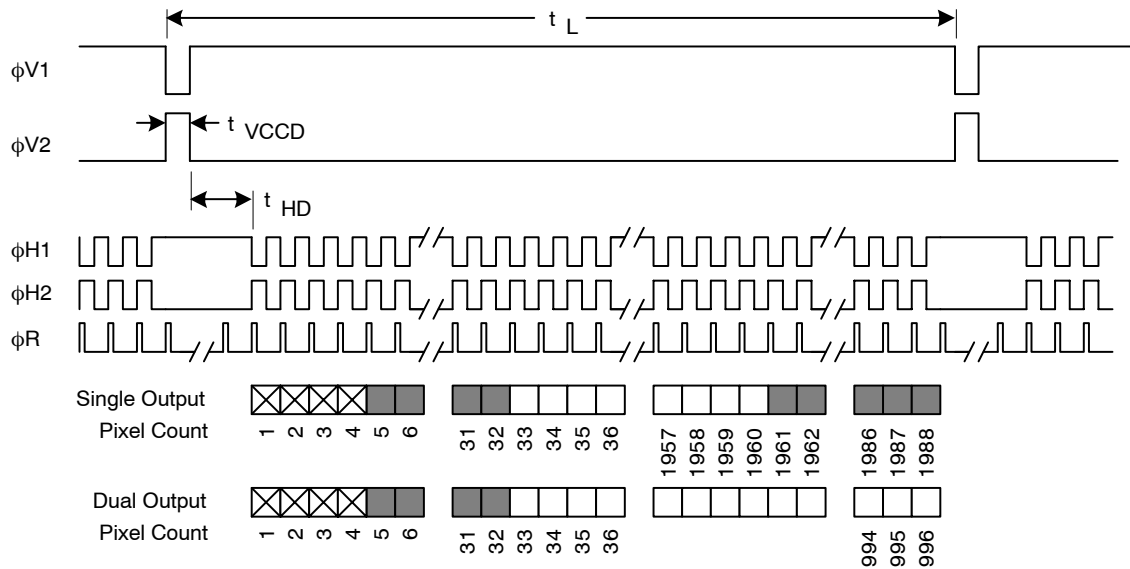 t L
ϕV1
t VCCD
ϕV2
t HD
ϕH1
ϕH2
ϕR
Single Output
Pixel Count
1 2 3 4 5 6 31 32 33 34 35 36 1957 1958 1959 1960 1961 1962 1986 1987 1988
Dual Output
Pixel Count
1 2 3 4 5 6 31 32 33 34 35 36 994 995 996